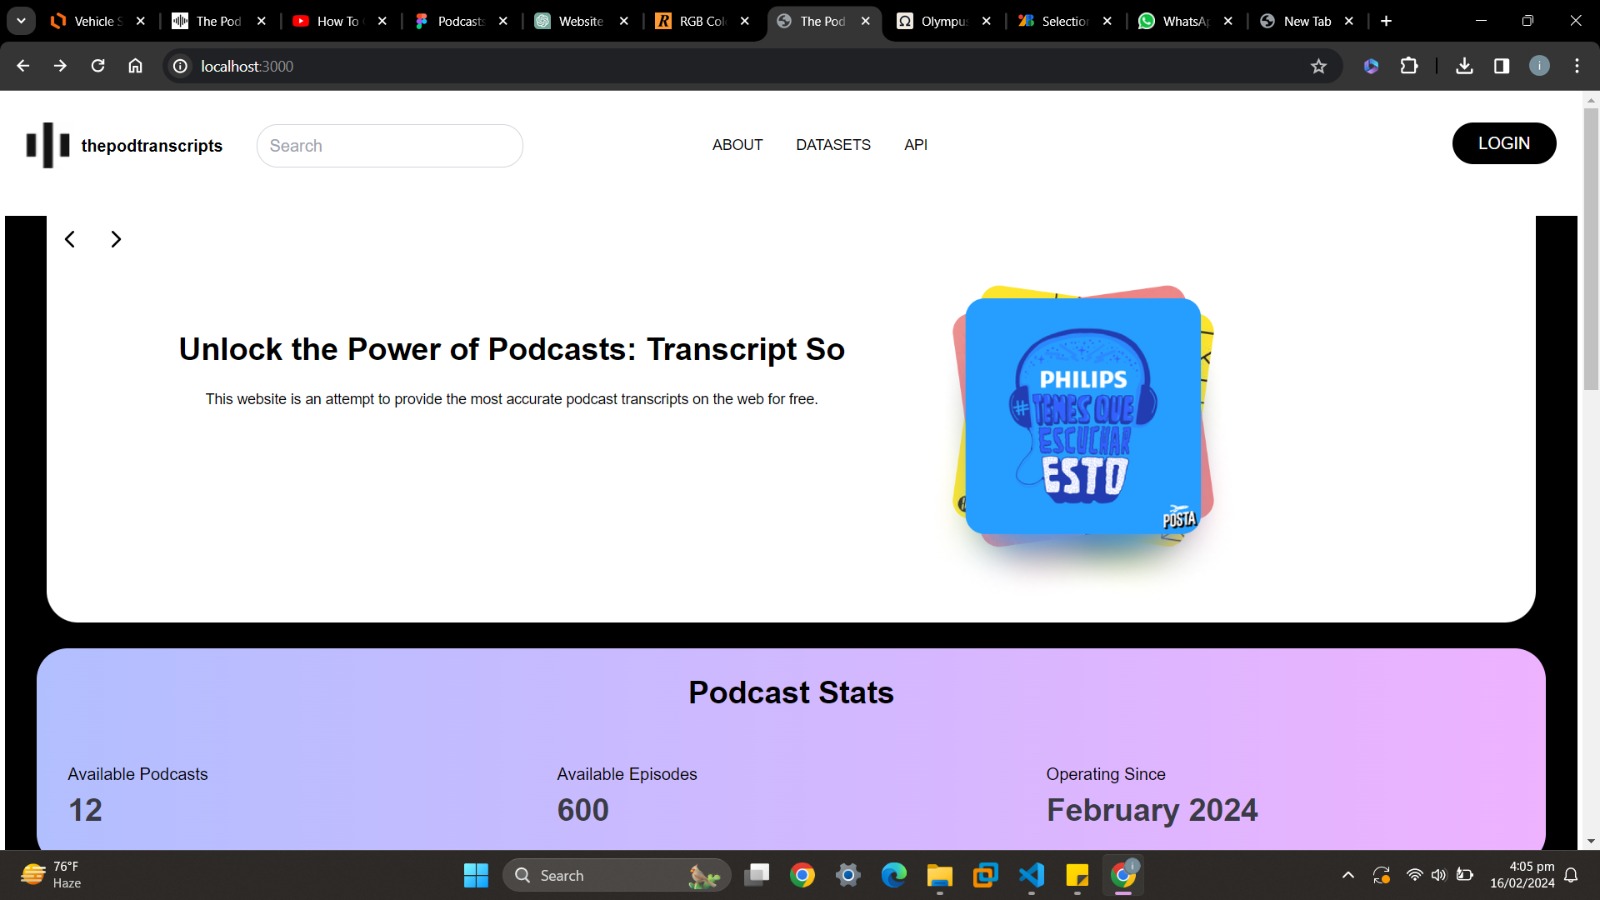 Vehicle S
The Pod
How To
Podcasts
Website
RGB Col
The Pod
Olympu
Selection
WhatsAp
New Tab
localhost:3000
thepodtranscripts
Search
ABOUT
DATASETS
API
LOGIN
Unlock the Power of Podcasts: Transcript So
This website is an attempt to provide the most accurate podcast transcripts on the web for free.
PHILIPS
#TENES QUE
ESCUCHAR
ESTO
POSTA
Podcast Stats
Available Podcasts
12
Available Episodes
600
Operating Since
February 2024
76°F
Haze
Search
4:05 pm
16/02/2024